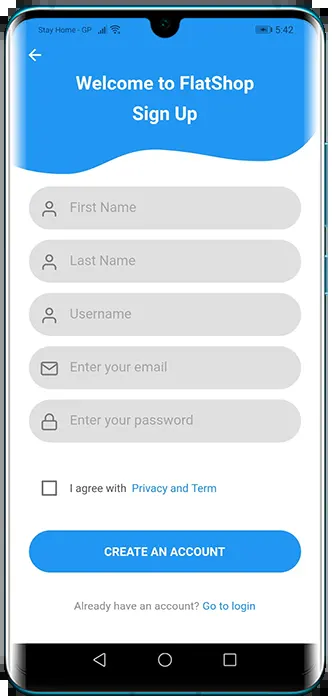 Stay Home - GP 5:42
Welcome to FlatShop
Sign Up
First Name
Last Name
Username
Enter your email
Enter your password
I agree with Privacy and Term
CREATE AN ACCOUNT
Already have an account? Go to login